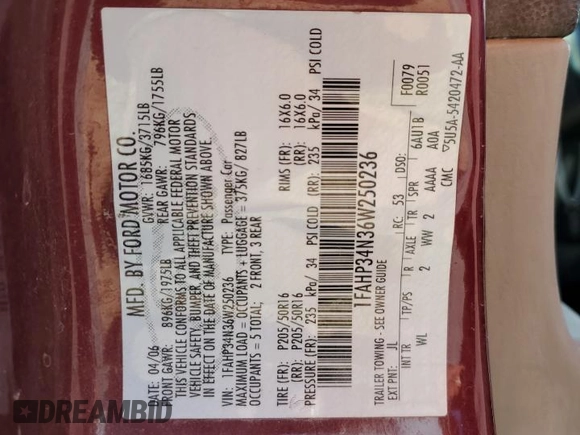 MFD. BY FORD MOTOR CO.
DATE: 04/06 GVWR: 1685KG/3715LB
FRONT GAWR: 896KG/1975LB REAR GAWR: 796KG/1755LB
THIS VEHICLE CONFORMS TO ALL APPLICABLE FEDERAL MOTOR
VEHICLE SAFETY, BUMPER, AND THEFT PREVENTION STANDARDS
IN EFFECT ON THE DATE OF MANUFACTURE SHOWN ABOVE.
VIN: 1FAHP34N36W250236 TYPE: Passenger Car
MAXIMUM LOAD = OCCUPANTS + LUGGAGE = 375KG/ 827LB
OCCUPANTS = 5 TOTAL: 2 FRONT, 3 REAR
TIRE (FR): P205/50R16 RIMS (FR): 16X6.0
(RR): P205/50R16 (RR): 16X6.0
PRESSURE (FR): 235 kPa/ 34 PSI COLD (RR): 235 kPa/ 34 PSI COLD
1FAHP34N36W250236
TRAILER TOWING - SEE OWNER GUIDE F0079
EXT PNT: JL RC: 53 DSO: R0051
INT TR TP/PS R AXLE TR SPR 6AU1B
WL 2 WW 2 AAAA A0A
CMC 5U5A-5420472-AA
DREAMBID